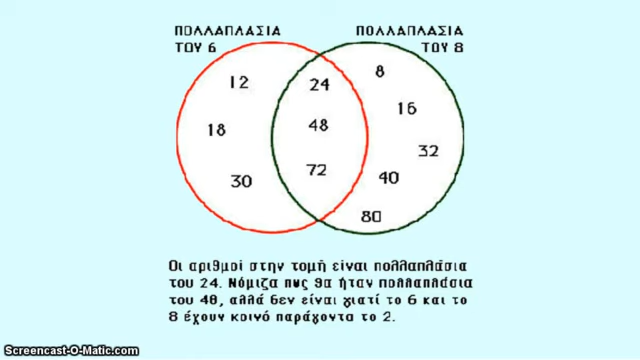 ΠΟΛΛΑΠΛΑΣΙΑ ΠΟΛΛΑΠΛΑΣΙΑ
ΤΟΥ 6 ΤΟΥ 8
12 24 8
18 48 16
30 72 32
40
80
Οι αριθμοί στην τομή είναι πολλαπλάσια
του 24. Νόμιζα πως θα ήταν πολλαπλάσια
του 48, αλλά δεν είναι γιατί το 6 και το
8 έχουν κοινό παράγοντα το 2.
Screencast-O-Matic.com